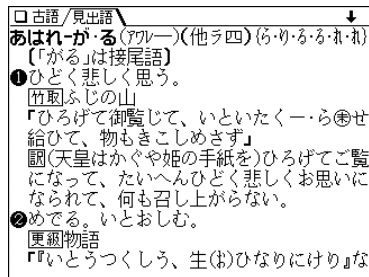 古語/見出語
あはれ-が・る(アワレ―)(他ラ四){ら・り・る・る・れ・れ}
〔「がる」は接尾語〕
❶ひどく悲しく思う。
竹取ふじの山
「ひろげて御覧じて、いといたく―・ら㊍せ
給ひて、物もきこしめさず」
訳(天皇はかぐや姫の手紙を)ひろげてご覧
になって、たいへんひどく悲しくお思いに
なられて、何も召し上がらない。
❷めでる。いとおしむ。
更級物語
「『いとうつくしう、生(お)ひなりにけり』な